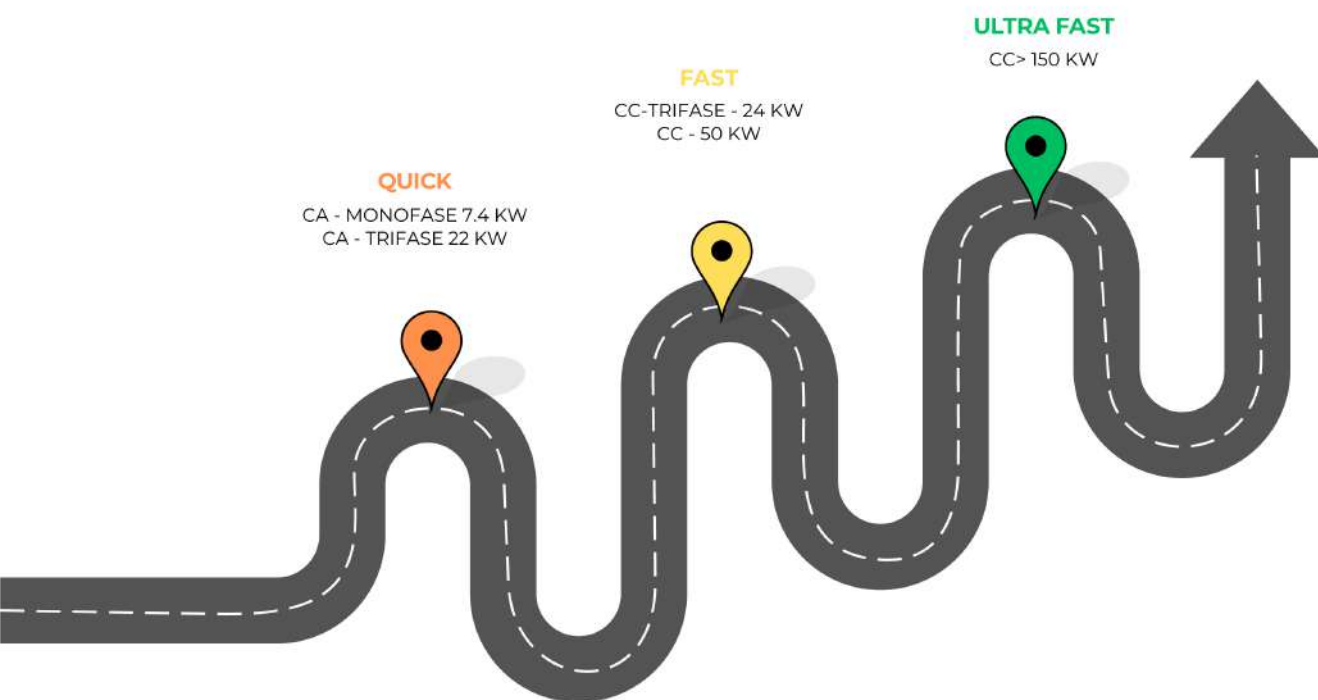 QUICK
CA - MONOFASE 7.4 KW
CA - TRIFASE 22 KW
FAST
CC-TRIFASE - 24 KW
CC - 50 KW
ULTRA FAST
CC> 150 KW